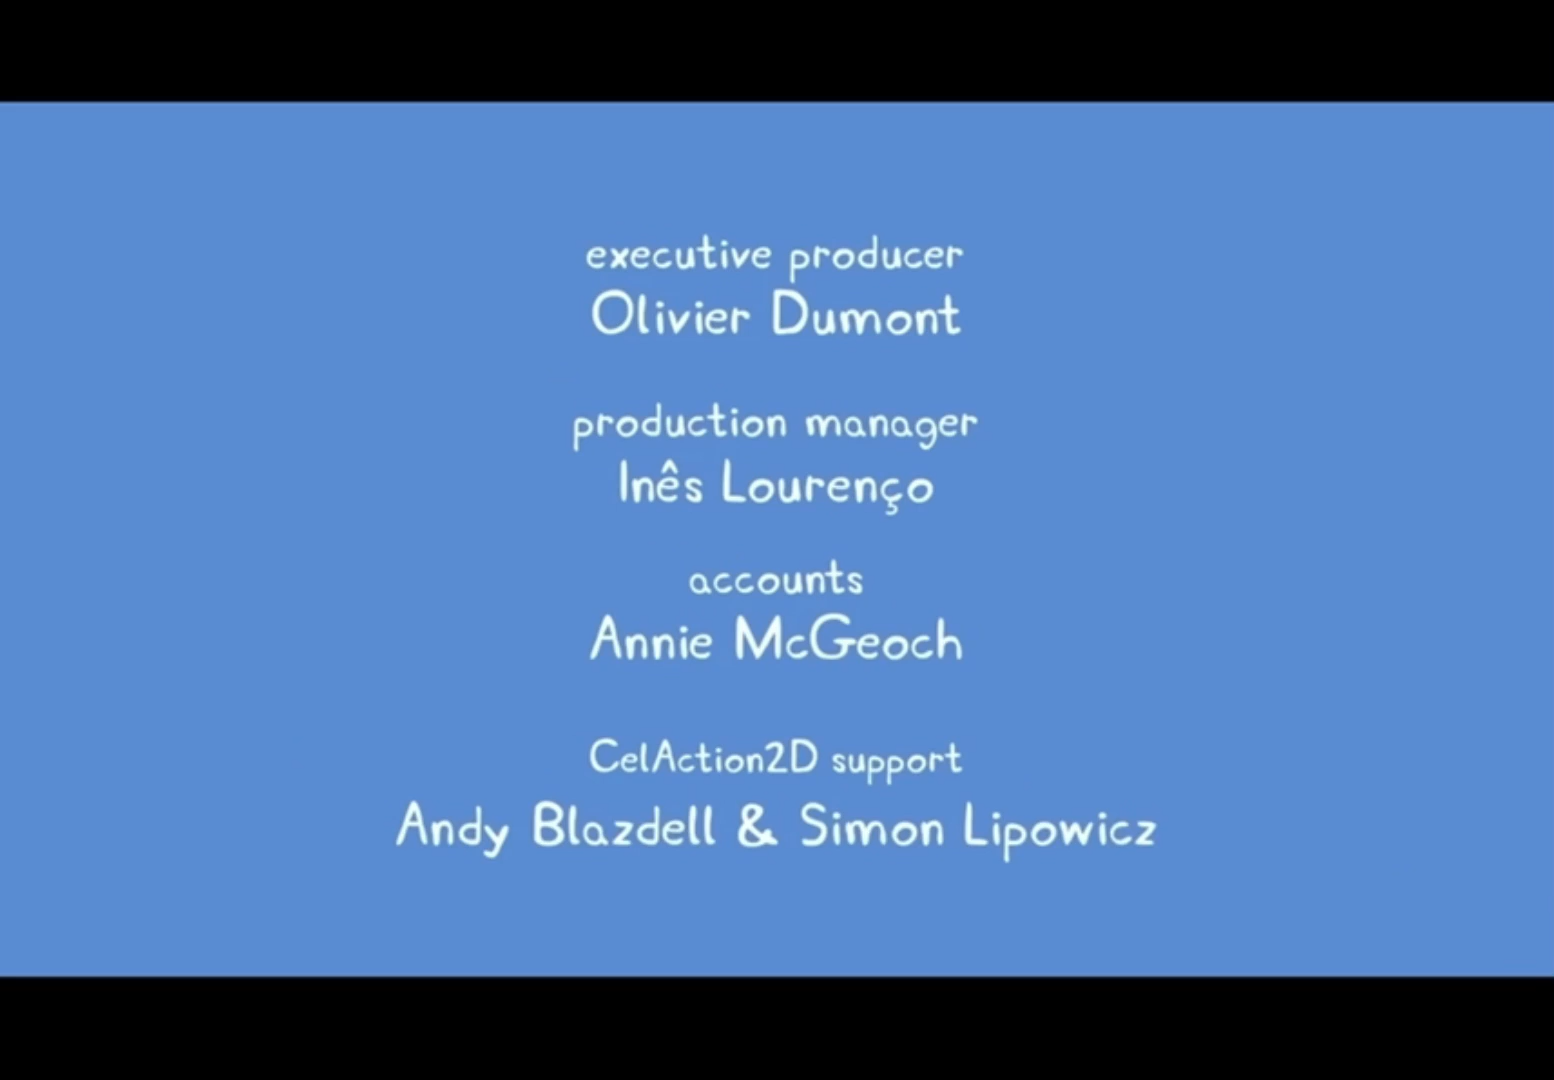 executive producer
Olivier Dumont
production manager
Inês Lourenço
accounts
Annie McGeoch
CelAction2D support
Andy Blazdell & Simon Lipowicz